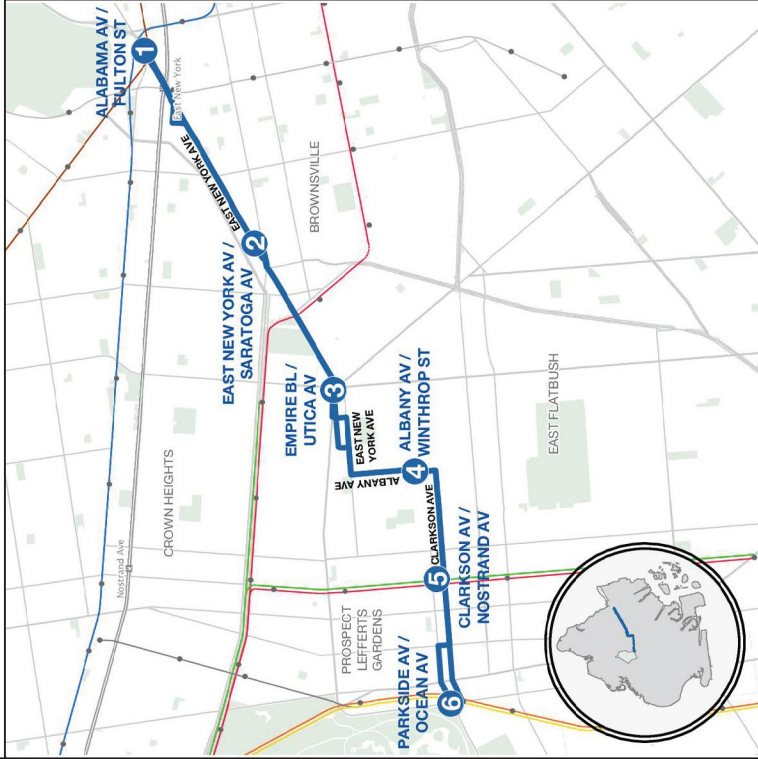 ALABAMA AV /
FULTON ST
1
East New York
EAST NEW YORK AVE
BROWNSVILLE
2
EAST NEW YORK AV /
SARATOGA AV
EMPIRE BL /
UTICA AV
3
EAST NEW
YORK AVE
ALBANY AV /
WINTHROP ST
4
ALBANY AVE
EAST FLATBUSH
CROWN HEIGHTS
Nostrand Ave
CLARKSON AVE
5
CLARKSON AV /
NOSTRAND AV
PROSPECT
LEFFERTS
GARDENS
PARKSIDE AV /
OCEAN AV
6